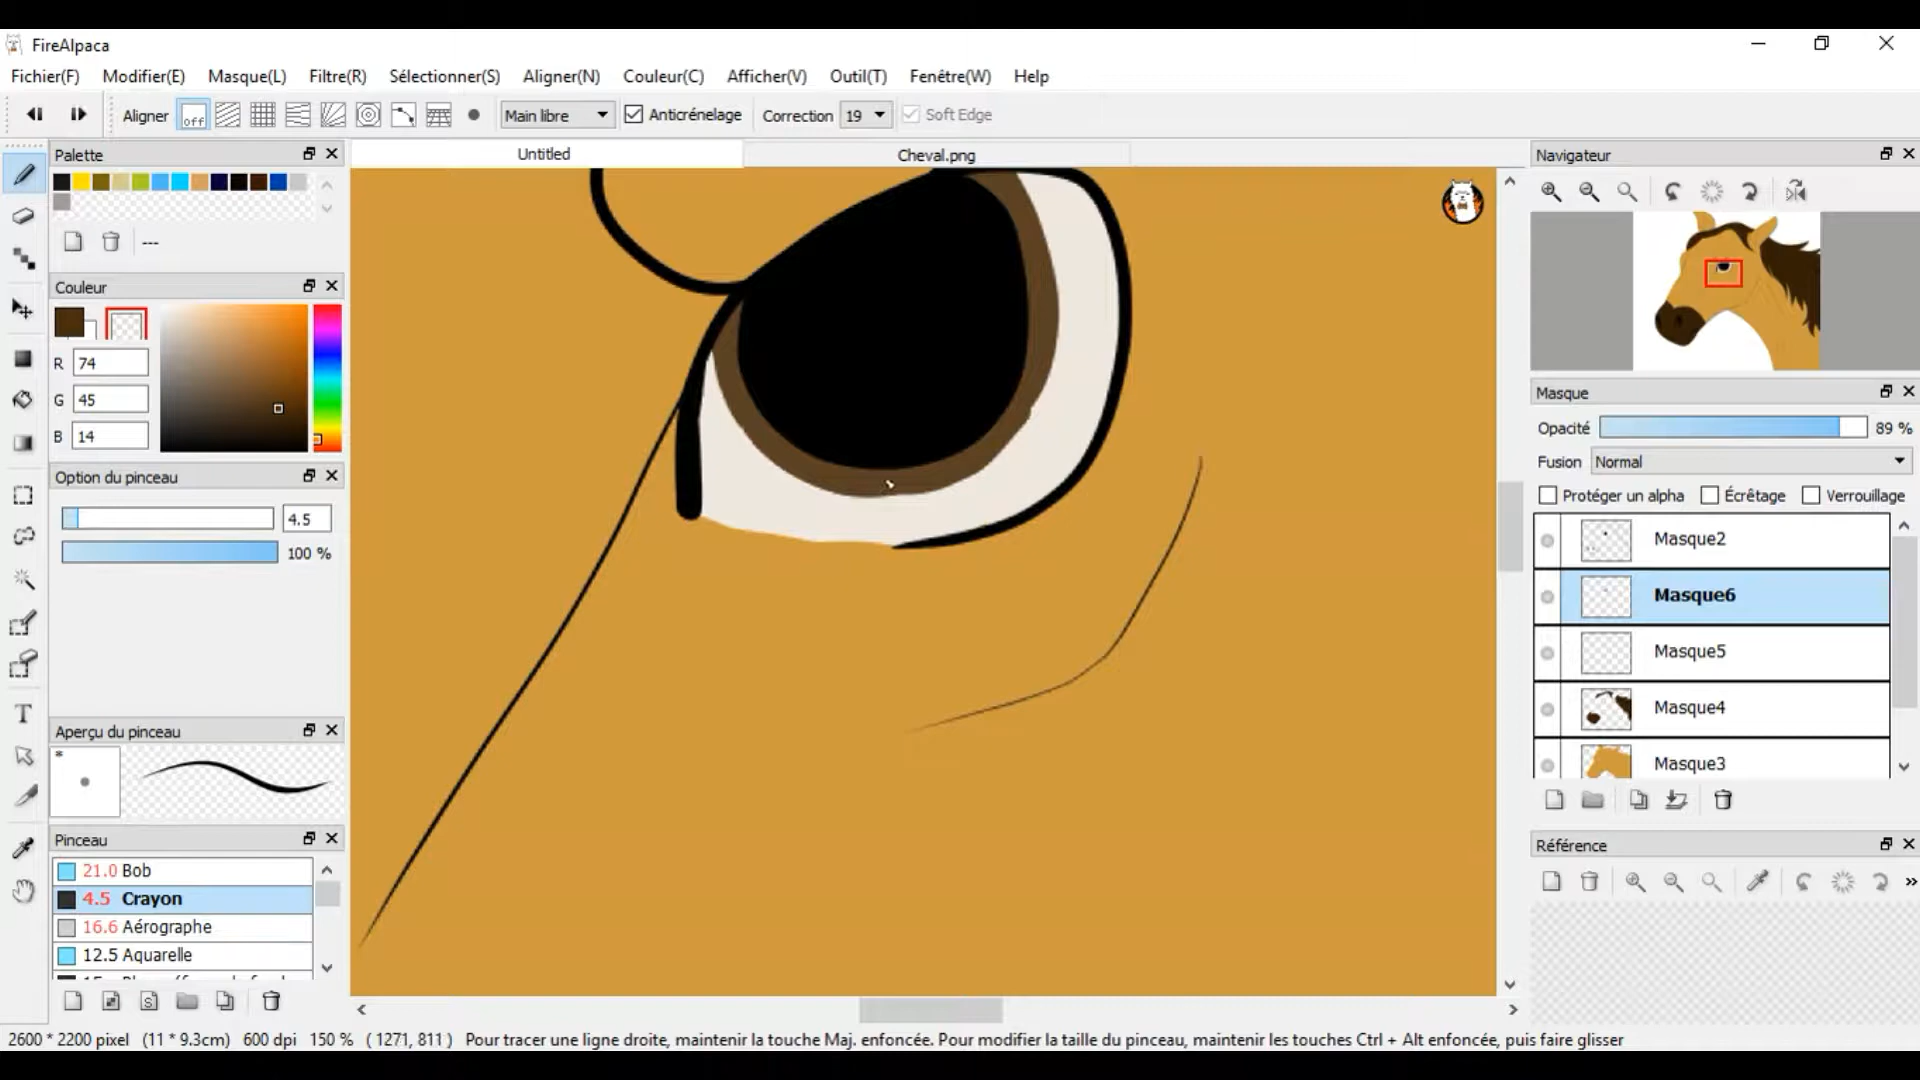 FireAlpaca
Fichier(F) Modifier(E) Masque(L) Filtre(R) Sélectionner(S) Aligner(N) Couleur(C) Afficher(V) Outil(T) Fenêtre(W) Help
Aligner off Main libre Anticrénelage Correction 19 Soft Edge
Palette
Untitled
Cheval.png
Navigateur
---
Couleur
R 74
G 45
B 14
Masque
Opacité 89 %
Fusion Normal
Protéger un alpha Écrêtage Verrouillage
Option du pinceau
4.5
100 %
Masque2
Masque6
Masque5
Masque4
Masque3
Aperçu du pinceau
*
Pinceau
21.0 Bob
4.5 Crayon
16.6 Aérographe
12.5 Aquarelle
Référence
2600 * 2200 pixel (11 * 9.3cm) 600 dpi 150 % ( 1271, 811 ) Pour tracer une ligne droite, maintenir la touche Maj. enfoncée. Pour modifier la taille du pinceau, maintenir les touches Ctrl + Alt enfoncée, puis faire glisser